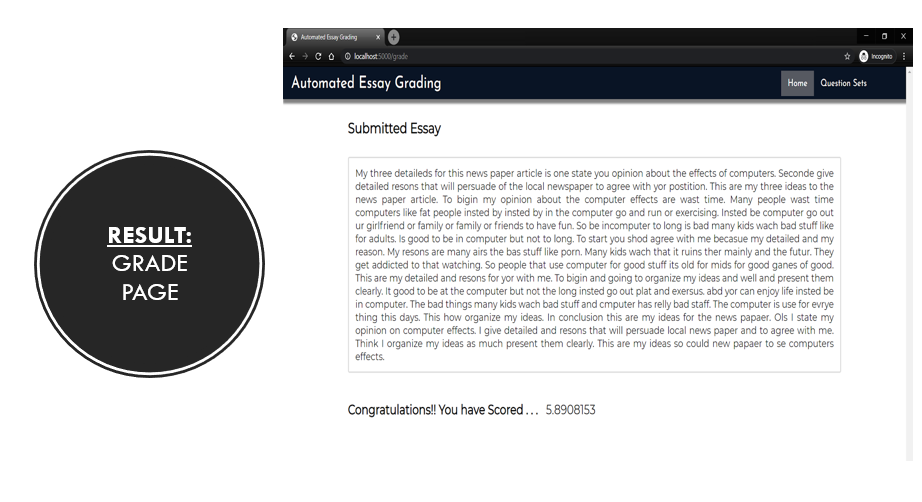 RESULT:
GRADE
PAGE
Automated Essay Grading
localhost:5000/grade
Incognito
Automated Essay Grading
Home
Question Sets
Submitted Essay
My three detaileds for this news paper article is one state you opinion about the effects of computers. Seconde give
detailed resons that will persuade of the local newspaper to agree with yor postition. This are my three ideas to the
news paper article. To bigin my opinion about the computer effects are wast time. Many people wast time
computers like fat people insted by insted by in the computer go and run or exercising. Insted be computer go out
ur girlfriend or family or family or friends to have fun. So be incomputer to long is bad many kids wach bad stuff like
for adults. Is good to be in computer but not to long. To start you shod agree with me becasue my detailed and my
reason. My resons are many airs the bas stuff like porn. Many kids wach that it ruins ther mainly and the futur. They
get addicted to that watching. So people that use computer for good stuff its old for mids for good ganes of good.
This are my detailed and resons for yor with me. To bigin and going to organize my ideas and well and present them
clearly. It good to be at the computer but not the long insted go out plat and exersus. abd yor can enjoy life insted be
in computer. The bad things many kids wach bad stuff and cmputer has relly bad staff. The computer is use for evrye
thing this days. This how organize my ideas. In conclusion this are my ideas for the news papaer. Ols I state my
opinion on computer effects. I give detailed and resons that will persuade local news paper and to agree with me.
Think I organize my ideas as much present them clearly. This are my ideas so could new papaer to se computers
effects.
Congratulations!! You have Scored . . . 5.8908153